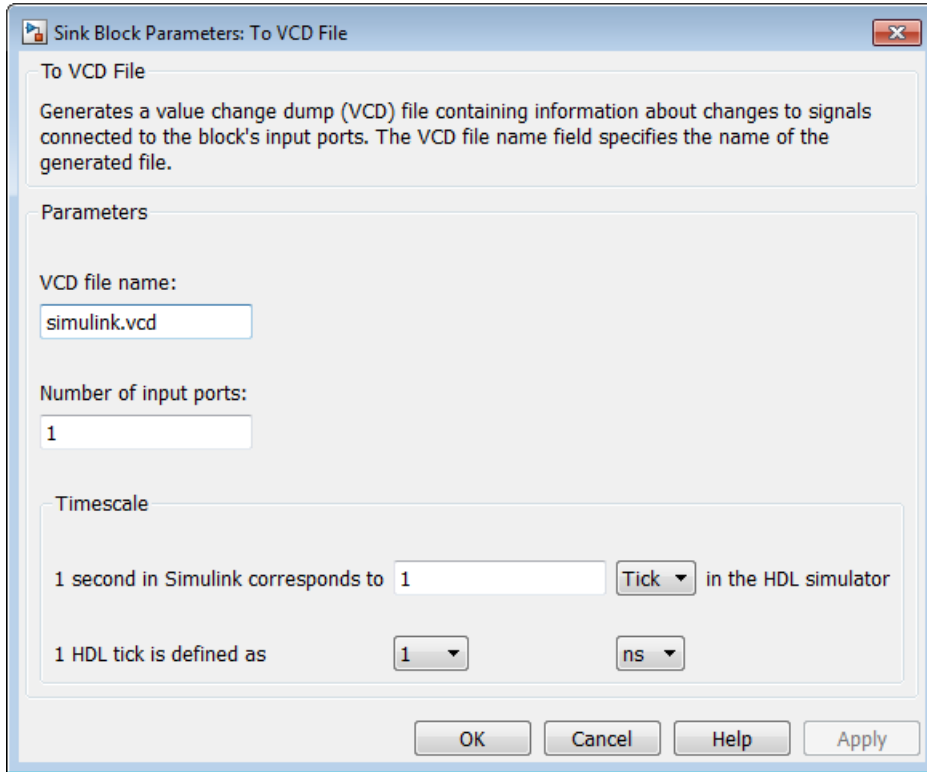 Sink Block Parameters: To VCD File
To VCD File
Generates a value change dump (VCD) file containing information about changes to signals
connected to the block's input ports. The VCD file name field specifies the name of the
generated file.
Parameters
VCD file name:
simulink.vcd
Number of input ports:
1
Timescale
1 second in Simulink corresponds to 1 Tick in the HDL simulator
1 HDL tick is defined as 1 ns
OK Cancel Help Apply